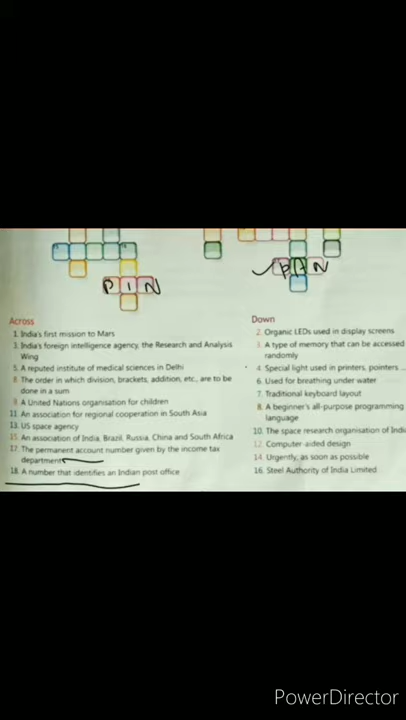 PAN
PIN
Across
1. India's first mission to Mars
3. India's foreign intelligence agency, the Research and Analysis
Wing
5. A reputed institute of medical sciences in Delhi
8. The order in which division, brackets, addition, etc., are to be
done in a sum
9. A United Nations organisation for children
11. An association for regional cooperation in South Asia
13. US space agency
15. An association of India, Brazil, Russia, China and South Africa
17. The permanent account number given by the income tax
department
18. A number that identifies an Indian post office
Down
2. Organic LEDs used in display screens
3. A type of memory that can be accessed
randomly
4. Special light used in printers, pointers ...
6. Used for breathing under water
7. Traditional keyboard layout
8. A beginner's all-purpose programming
language
10. The space research organisation of Indi
12. Computer-aided design
14. Urgently, as soon as possible
16. Steel Authority of India Limited
PowerDirector